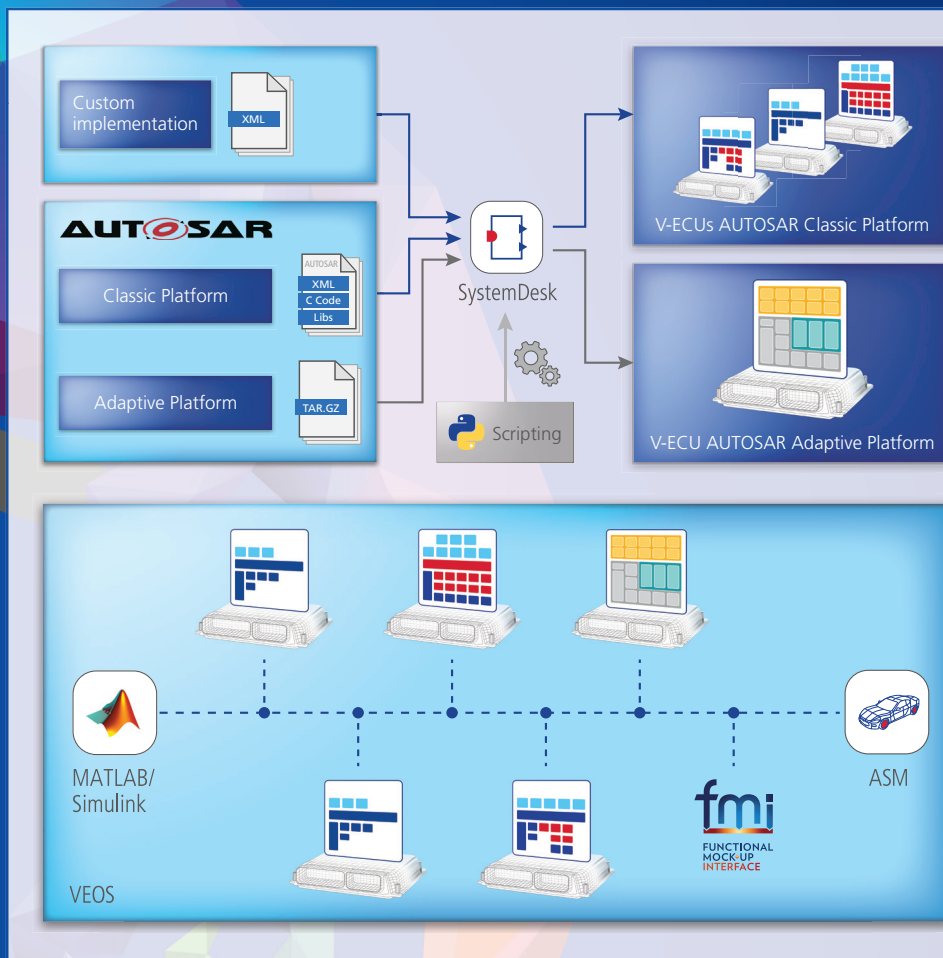 Custom
implementation
XML
AUTOSAR
Classic Platform
AUTOSAR
XML
C Code
Libs
Adaptive Platform
TAR.GZ
SystemDesk
Scripting
V-ECUs AUTOSAR Classic Platform
V-ECU AUTOSAR Adaptive Platform
MATLAB/
Simulink
ASM
fmi
FUNCTIONAL
MOCK-UP
INTERFACE
VEOS